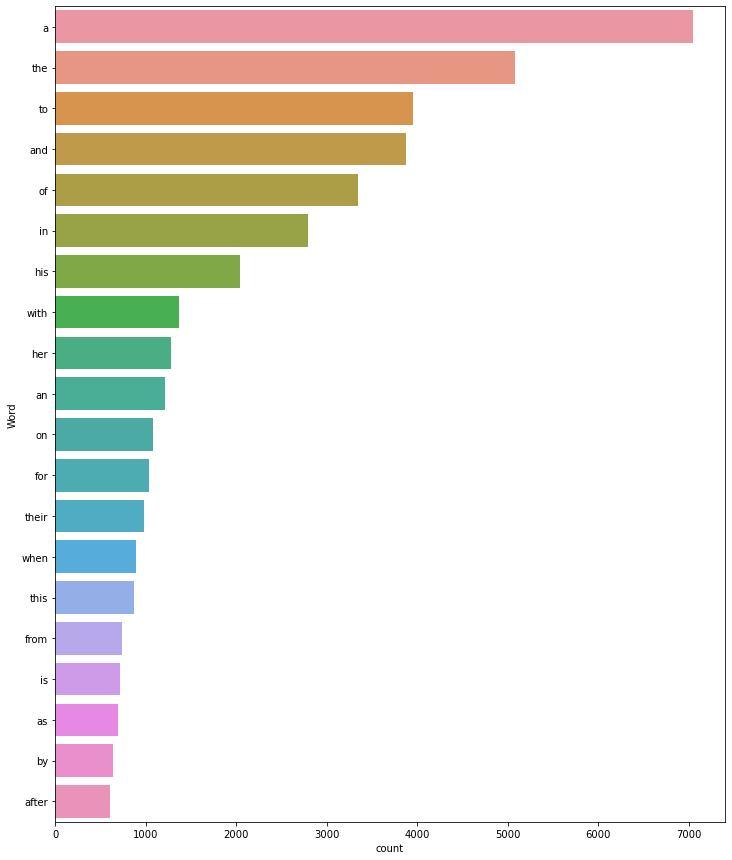 a
the
to
and
of
in
his
with
her
an
on
for
their
when
this
from
is
as
by
after
Word
0 1000 2000 3000 4000 5000 6000 7000
count